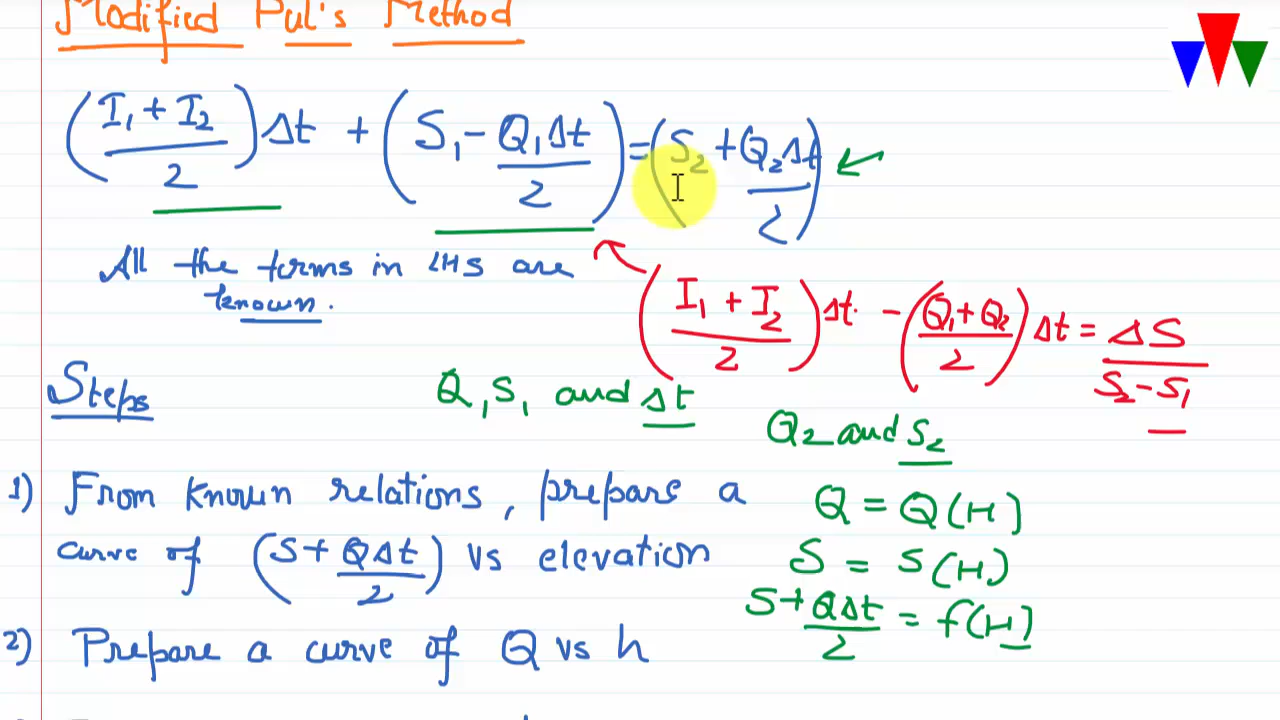 Modified Pul's Method
(I₁ + I₂ / 2) Δt + (S₁ - Q₁Δt / 2) = (S₂ + Q₂Δt / 2)
All the terms in LHS are
known.
(I₁ + I₂ / 2) Δt. - (Q₁ + Q₂ / 2) Δt = ΔS
S₂ - S₁
Steps
Q, S, and Δt
Q₂ and S₂
1) From known relations, prepare a
curve of (S + QΔt / 2) vs elevation
Q = Q(H)
S = S(H)
S + QΔt / 2 = f(H)
2) Prepare a curve of Q vs h